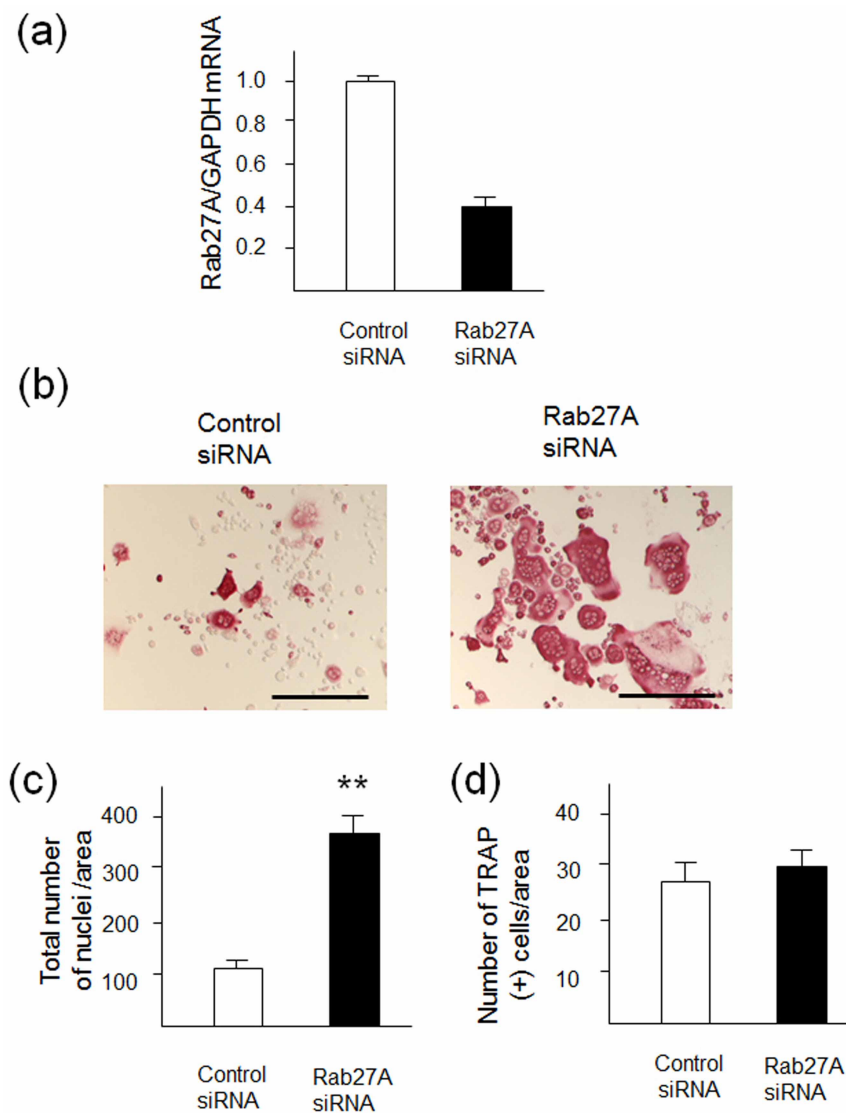 (a)
Rab27A/GAPDH mRNA
1.0
0.8
0.6
0.4
0.2
Control
siRNA
Rab27A
siRNA
(b)
Control
siRNA
Rab27A
siRNA
(c)
Total number
of nuclei /area
400
300
200
100
**
Control
siRNA
Rab27A
siRNA
(d)
Number of TRAP
(+) cells/area
40
30
20
10
Control
siRNA
Rab27A
siRNA